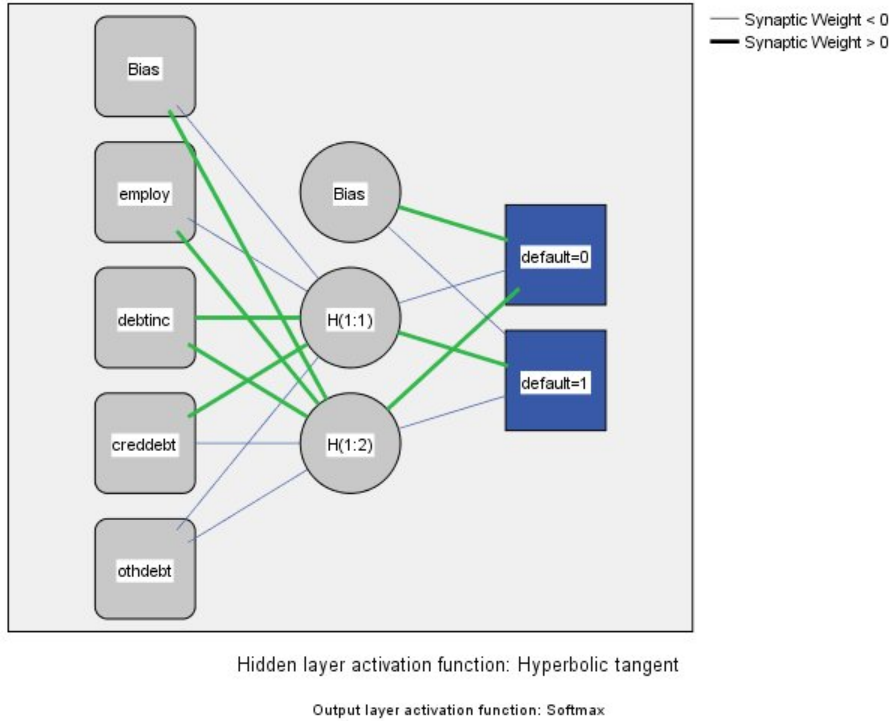 Synaptic Weight < 0
Synaptic Weight > 0
Bias
employ
debtinc
creddebt
othdebt
Bias
H(1:1)
H(1:2)
default=0
default=1
Hidden layer activation function: Hyperbolic tangent
Output layer activation function: Softmax